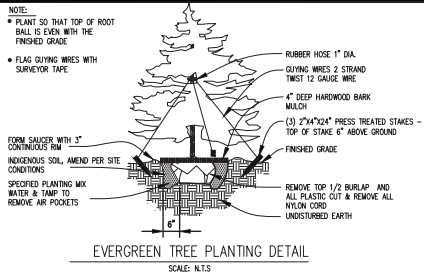 NOTE:
• PLANT SO THAT TOP OF ROOT
BALL IS EVEN WITH THE
FINISHED GRADE
• FLAG GUYING WIRES WITH
SURVEYOR TAPE
RUBBER HOSE 1" DIA.
GUYING WIRES 2 STRAND
TWIST 12 GAUGE WIRE
4" DEEP HARDWOOD BARK
MULCH
(3) 2"X4"X24" PRESS TREATED STAKES -
TOP OF STAKE 6" ABOVE GROUND
FINISHED GRADE
FORM SAUCER WITH 3"
CONTINUOUS RIM
INDIGENOUS SOIL, AMEND PER SITE
CONDITIONS
SPECIFIED PLANTING MIX
WATER & TAMP TO
REMOVE AIR POCKETS
REMOVE TOP 1/2 BURLAP AND
ALL PLASTIC CUT & REMOVE ALL
NYLON CORD
UNDISTURBED EARTH
6"
EVERGREEN TREE PLANTING DETAIL
SCALE: N.T.S